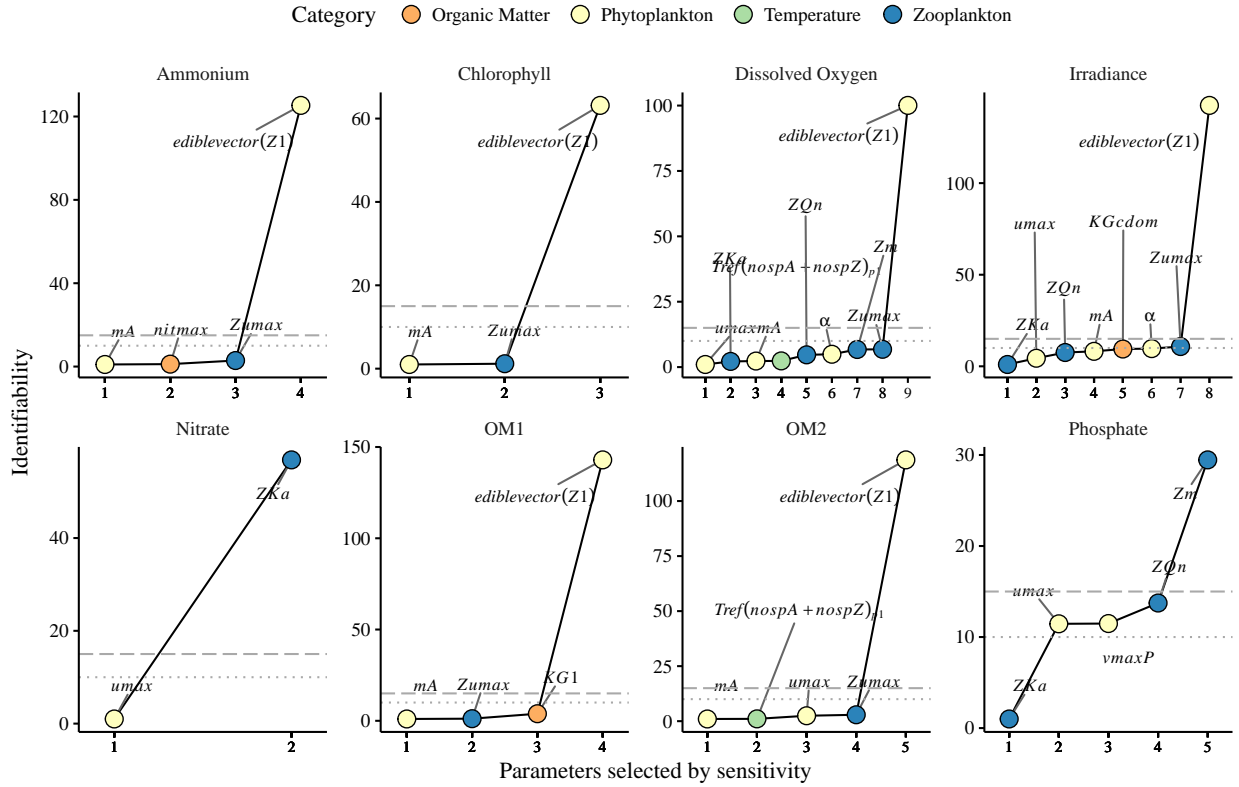 Category Organic Matter Phytoplankton Temperature Zooplankton
Ammonium
120
80
40
0
ediblevector(Z1)
mA
nitmax
Zumax
1 2 3 4
Chlorophyll
60
40
20
0
ediblevector(Z1)
mA
Zumax
1 2 3
Dissolved Oxygen
100
75
50
25
0
ediblevector(Z1)
ZQn
Zm
ZKa
Tref(nospA + nospZ)p1
umax
mA
α
Zumax
1 2 3 4 5 6 7 8 9
Irradiance
100
50
0
ediblevector(Z1)
umax
KGcdom
Zumax
ZQn
ZKa
mA
α
1 2 3 4 5 6 7 8
Identifiability
Nitrate
40
20
0
ZKa
umax
1 2
OM1
150
100
50
0
ediblevector(Z1)
mA
Zumax
KG1
1 2 3 4
OM2
100
75
50
25
0
ediblevector(Z1)
Tref(nospA + nospZ)p1
mA
umax
Zumax
1 2 3 4 5
Phosphate
30
20
10
0
Zm
ZQn
umax
vmaxP
ZKa
1 2 3 4 5
Parameters selected by sensitivity